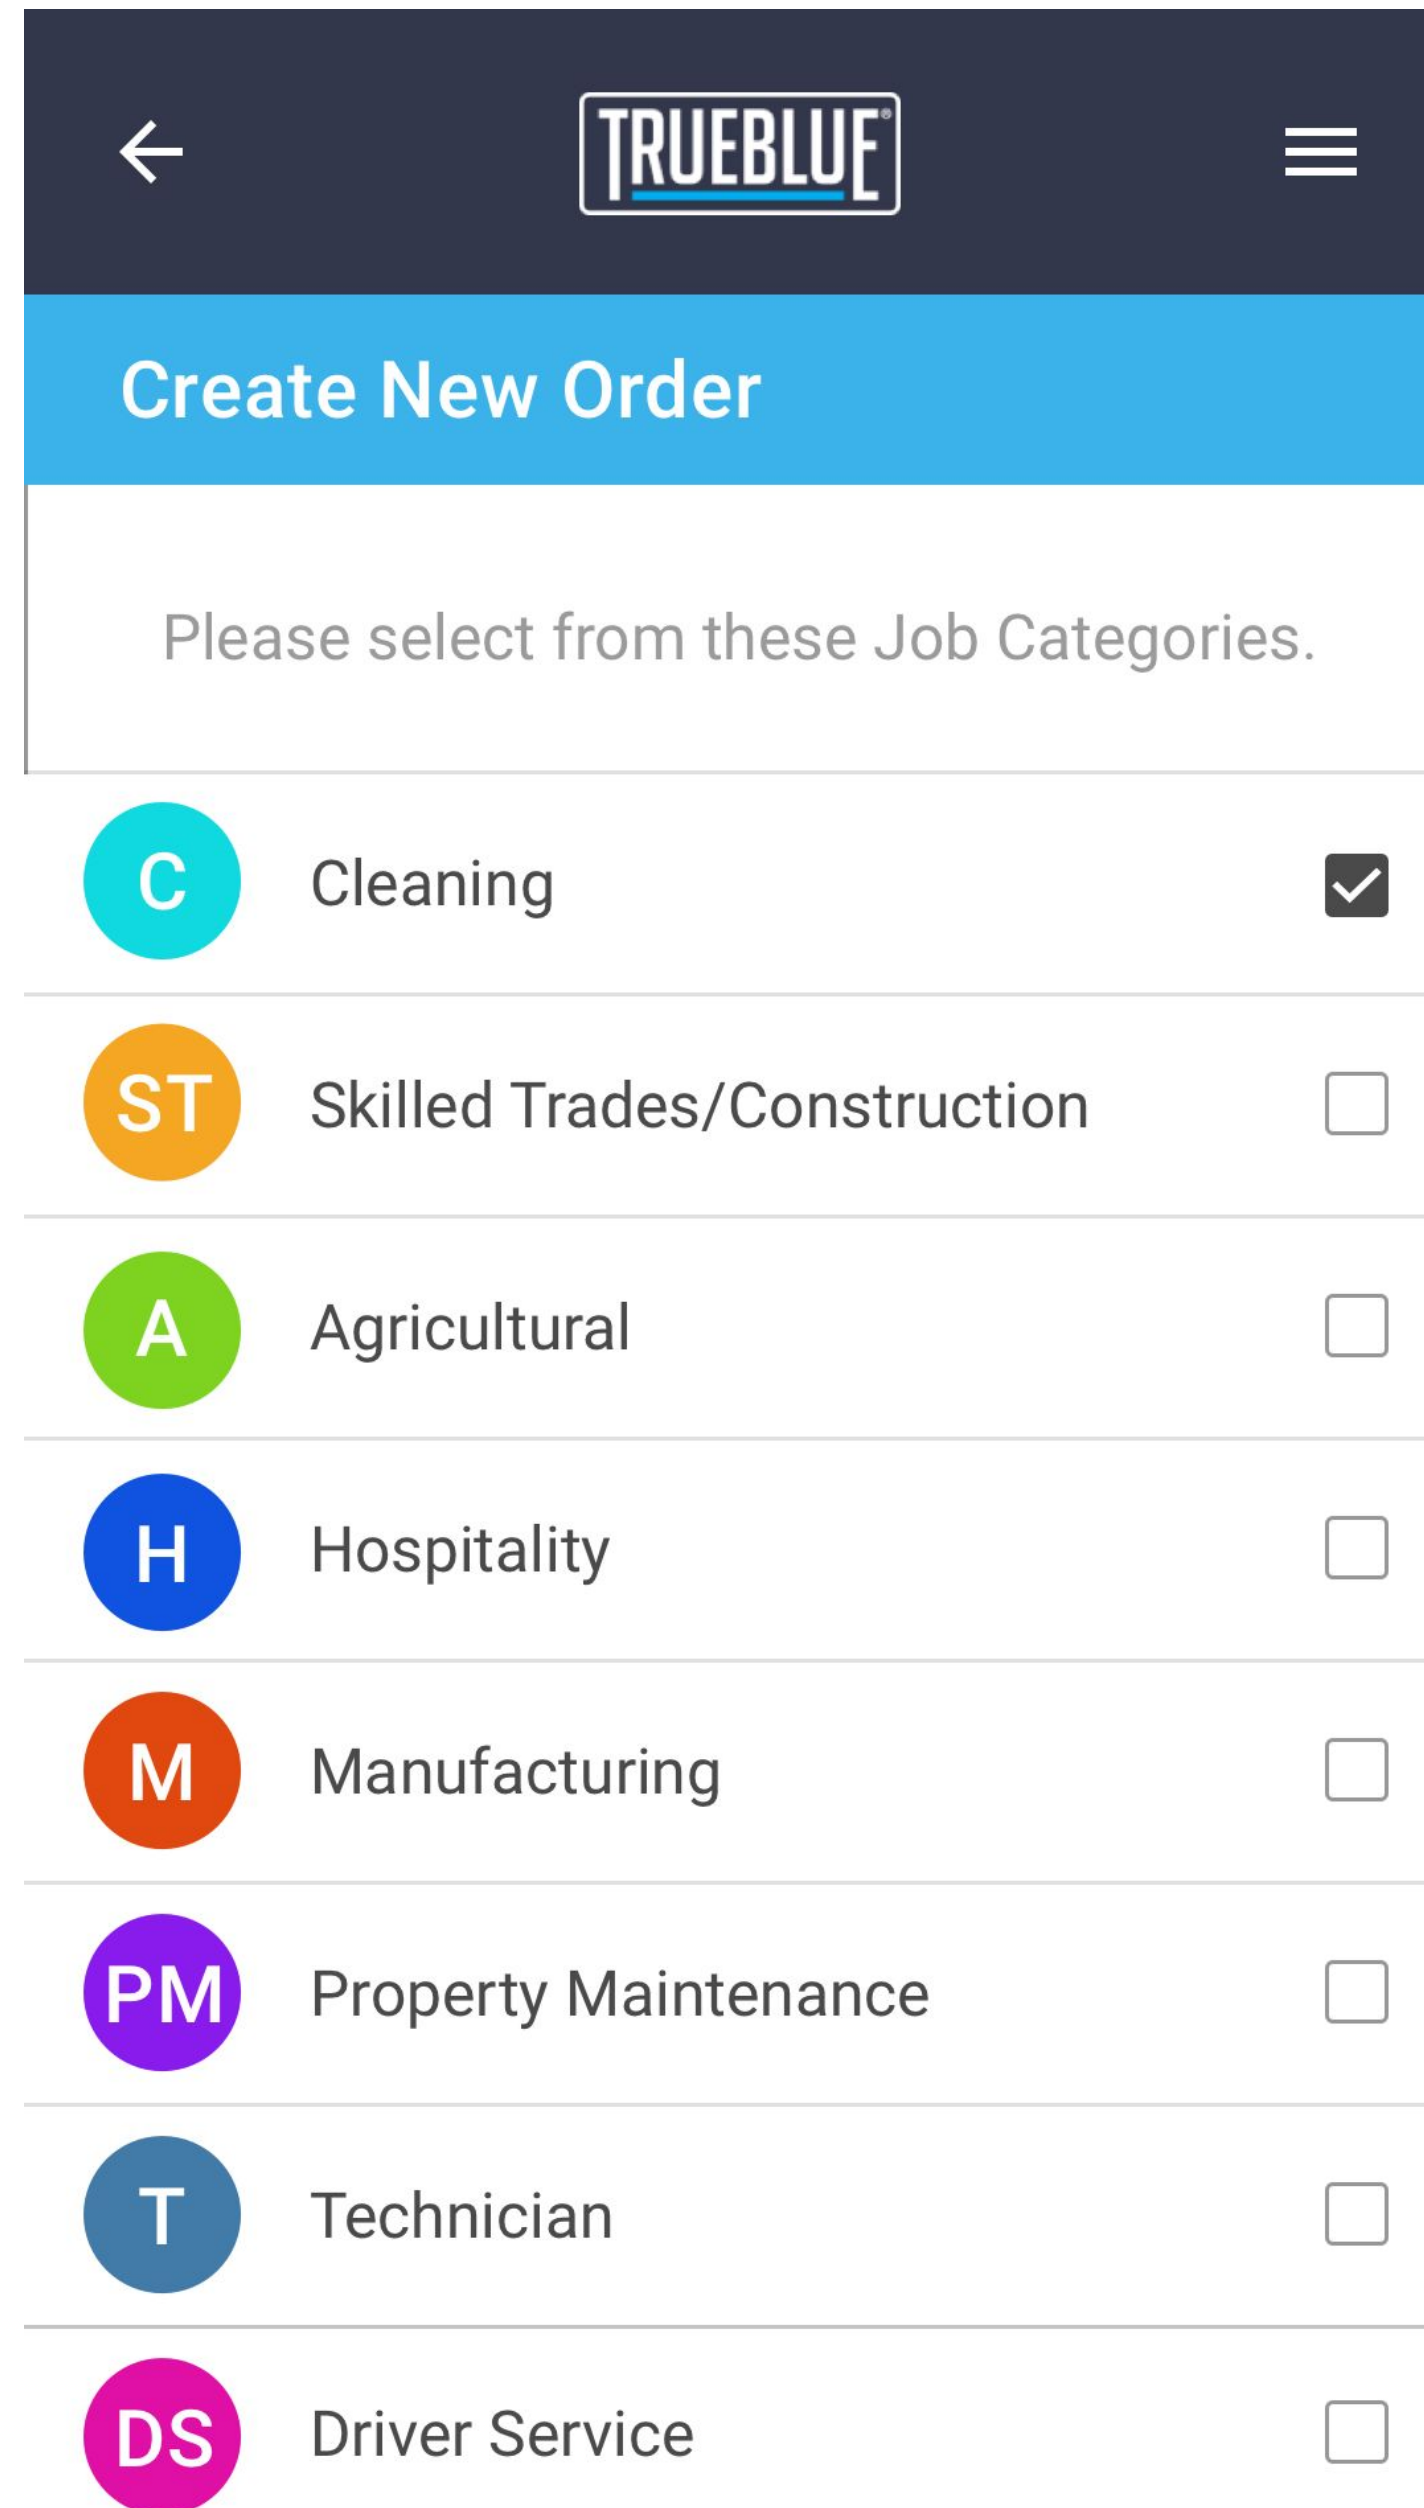 TRUEBLUE®
Create New Order
Please select from these Job Categories.
C Cleaning
ST Skilled Trades/Construction
A Agricultural
H Hospitality
M Manufacturing
PM Property Maintenance
T Technician
DS Driver Service